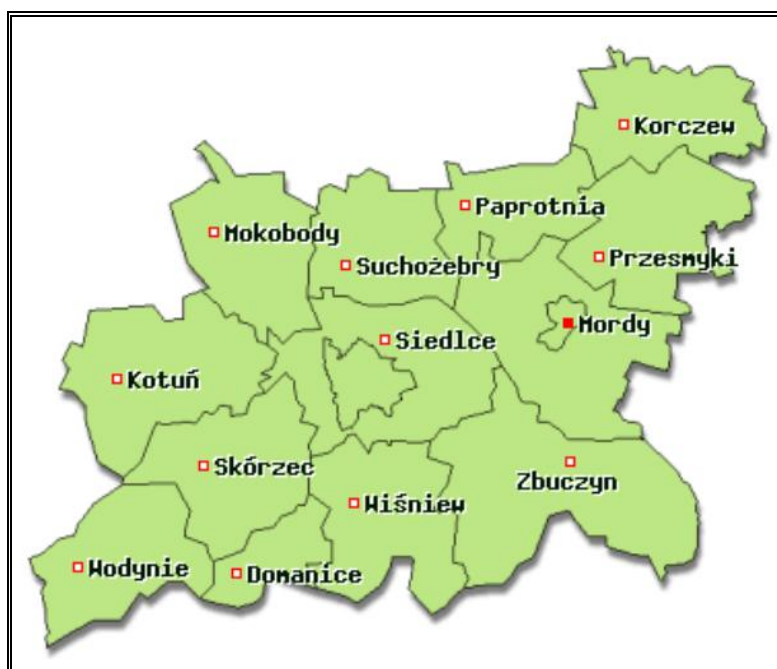 Korczew
Paprotnia
Mokobody
Przesmyki
Suchożebry
Mordy
Siedlce
Kotuń
Skórzec
Zbuczyn
Wiśniew
Wodynie
Domanice